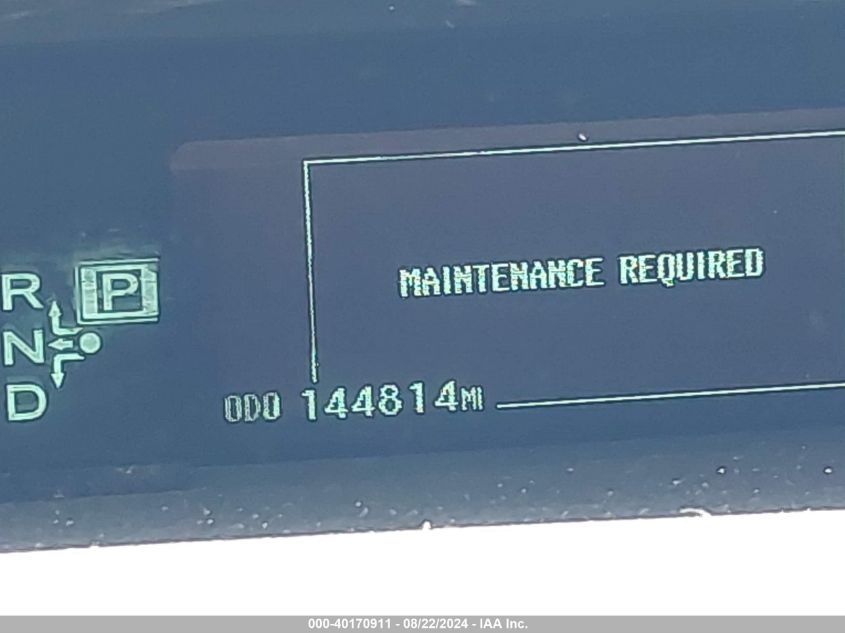 MAINTENANCE REQUIRED
R P
N
D
ODO 144814MI
000-40170911 - 08/22/2024 - IAA Inc.